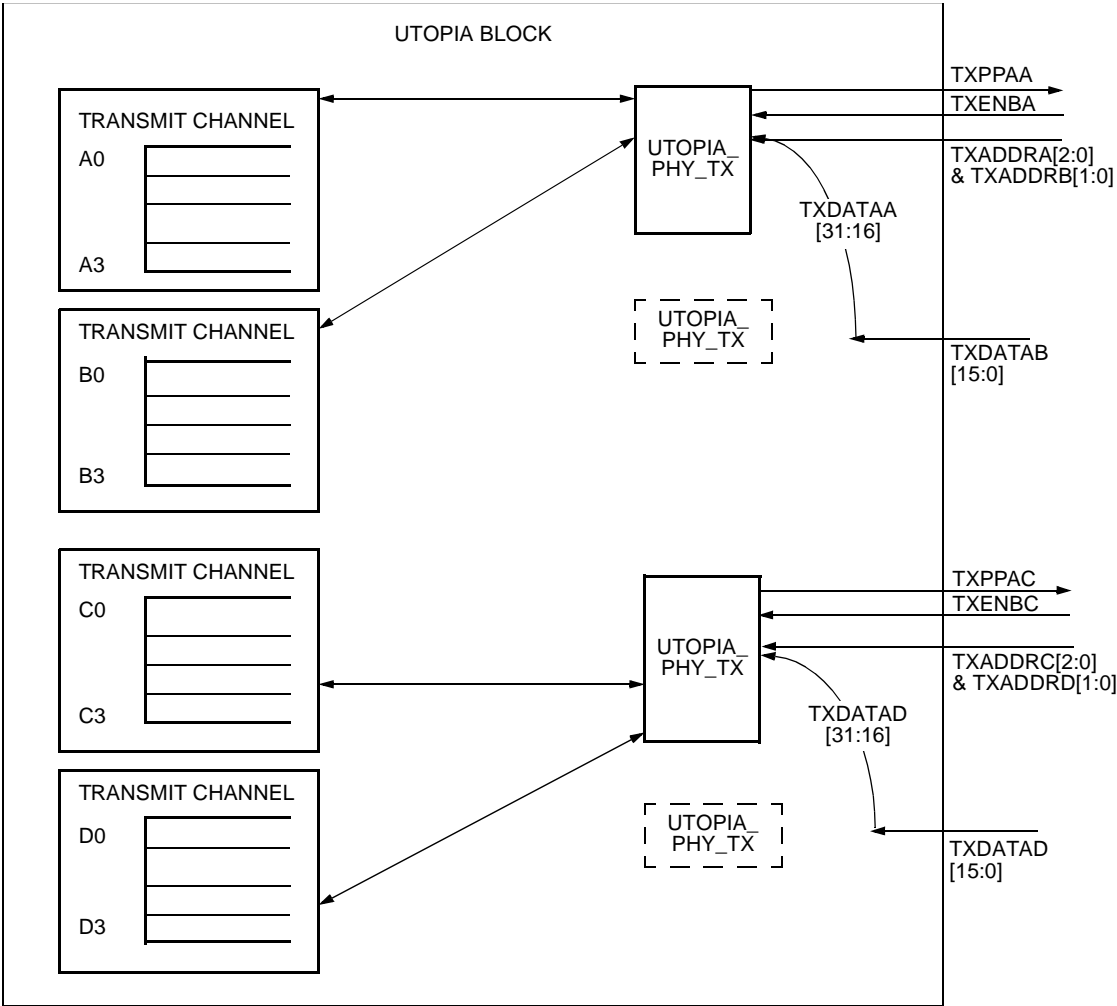 UTOPIA BLOCK
TRANSMIT CHANNEL
A0
A3
TRANSMIT CHANNEL
B0
B3
UTOPIA_
PHY_TX
TXPPAA
TXENBA
TXADDRA[2:0]
& TXADDRB[1:0]
TXDATAA
[31:16]
UTOPIA_
PHY_TX
TXDATAB
[15:0]
TRANSMIT CHANNEL
C0
C3
TRANSMIT CHANNEL
D0
D3
UTOPIA_
PHY_TX
TXPPAC
TXENBC
TXADDRC[2:0]
& TXADDRD[1:0]
TXDATAD
[31:16]
UTOPIA_
PHY_TX
TXDATAD
[15:0]